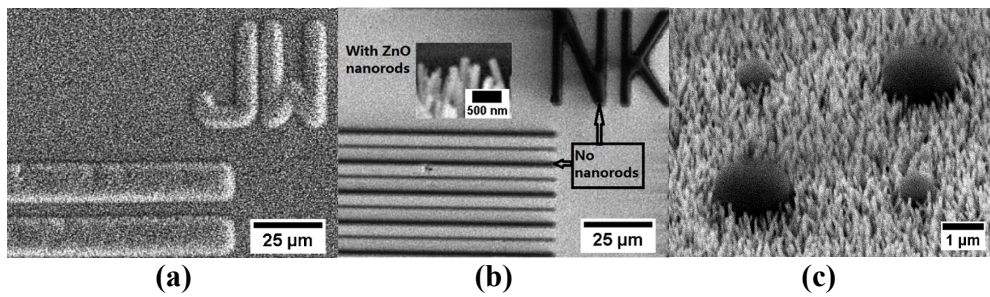 JW
25 μm
(a)
With ZnO
nanorods
500 nm
NK
No
nanorods
25 μm
(b)
1 μm
(c)